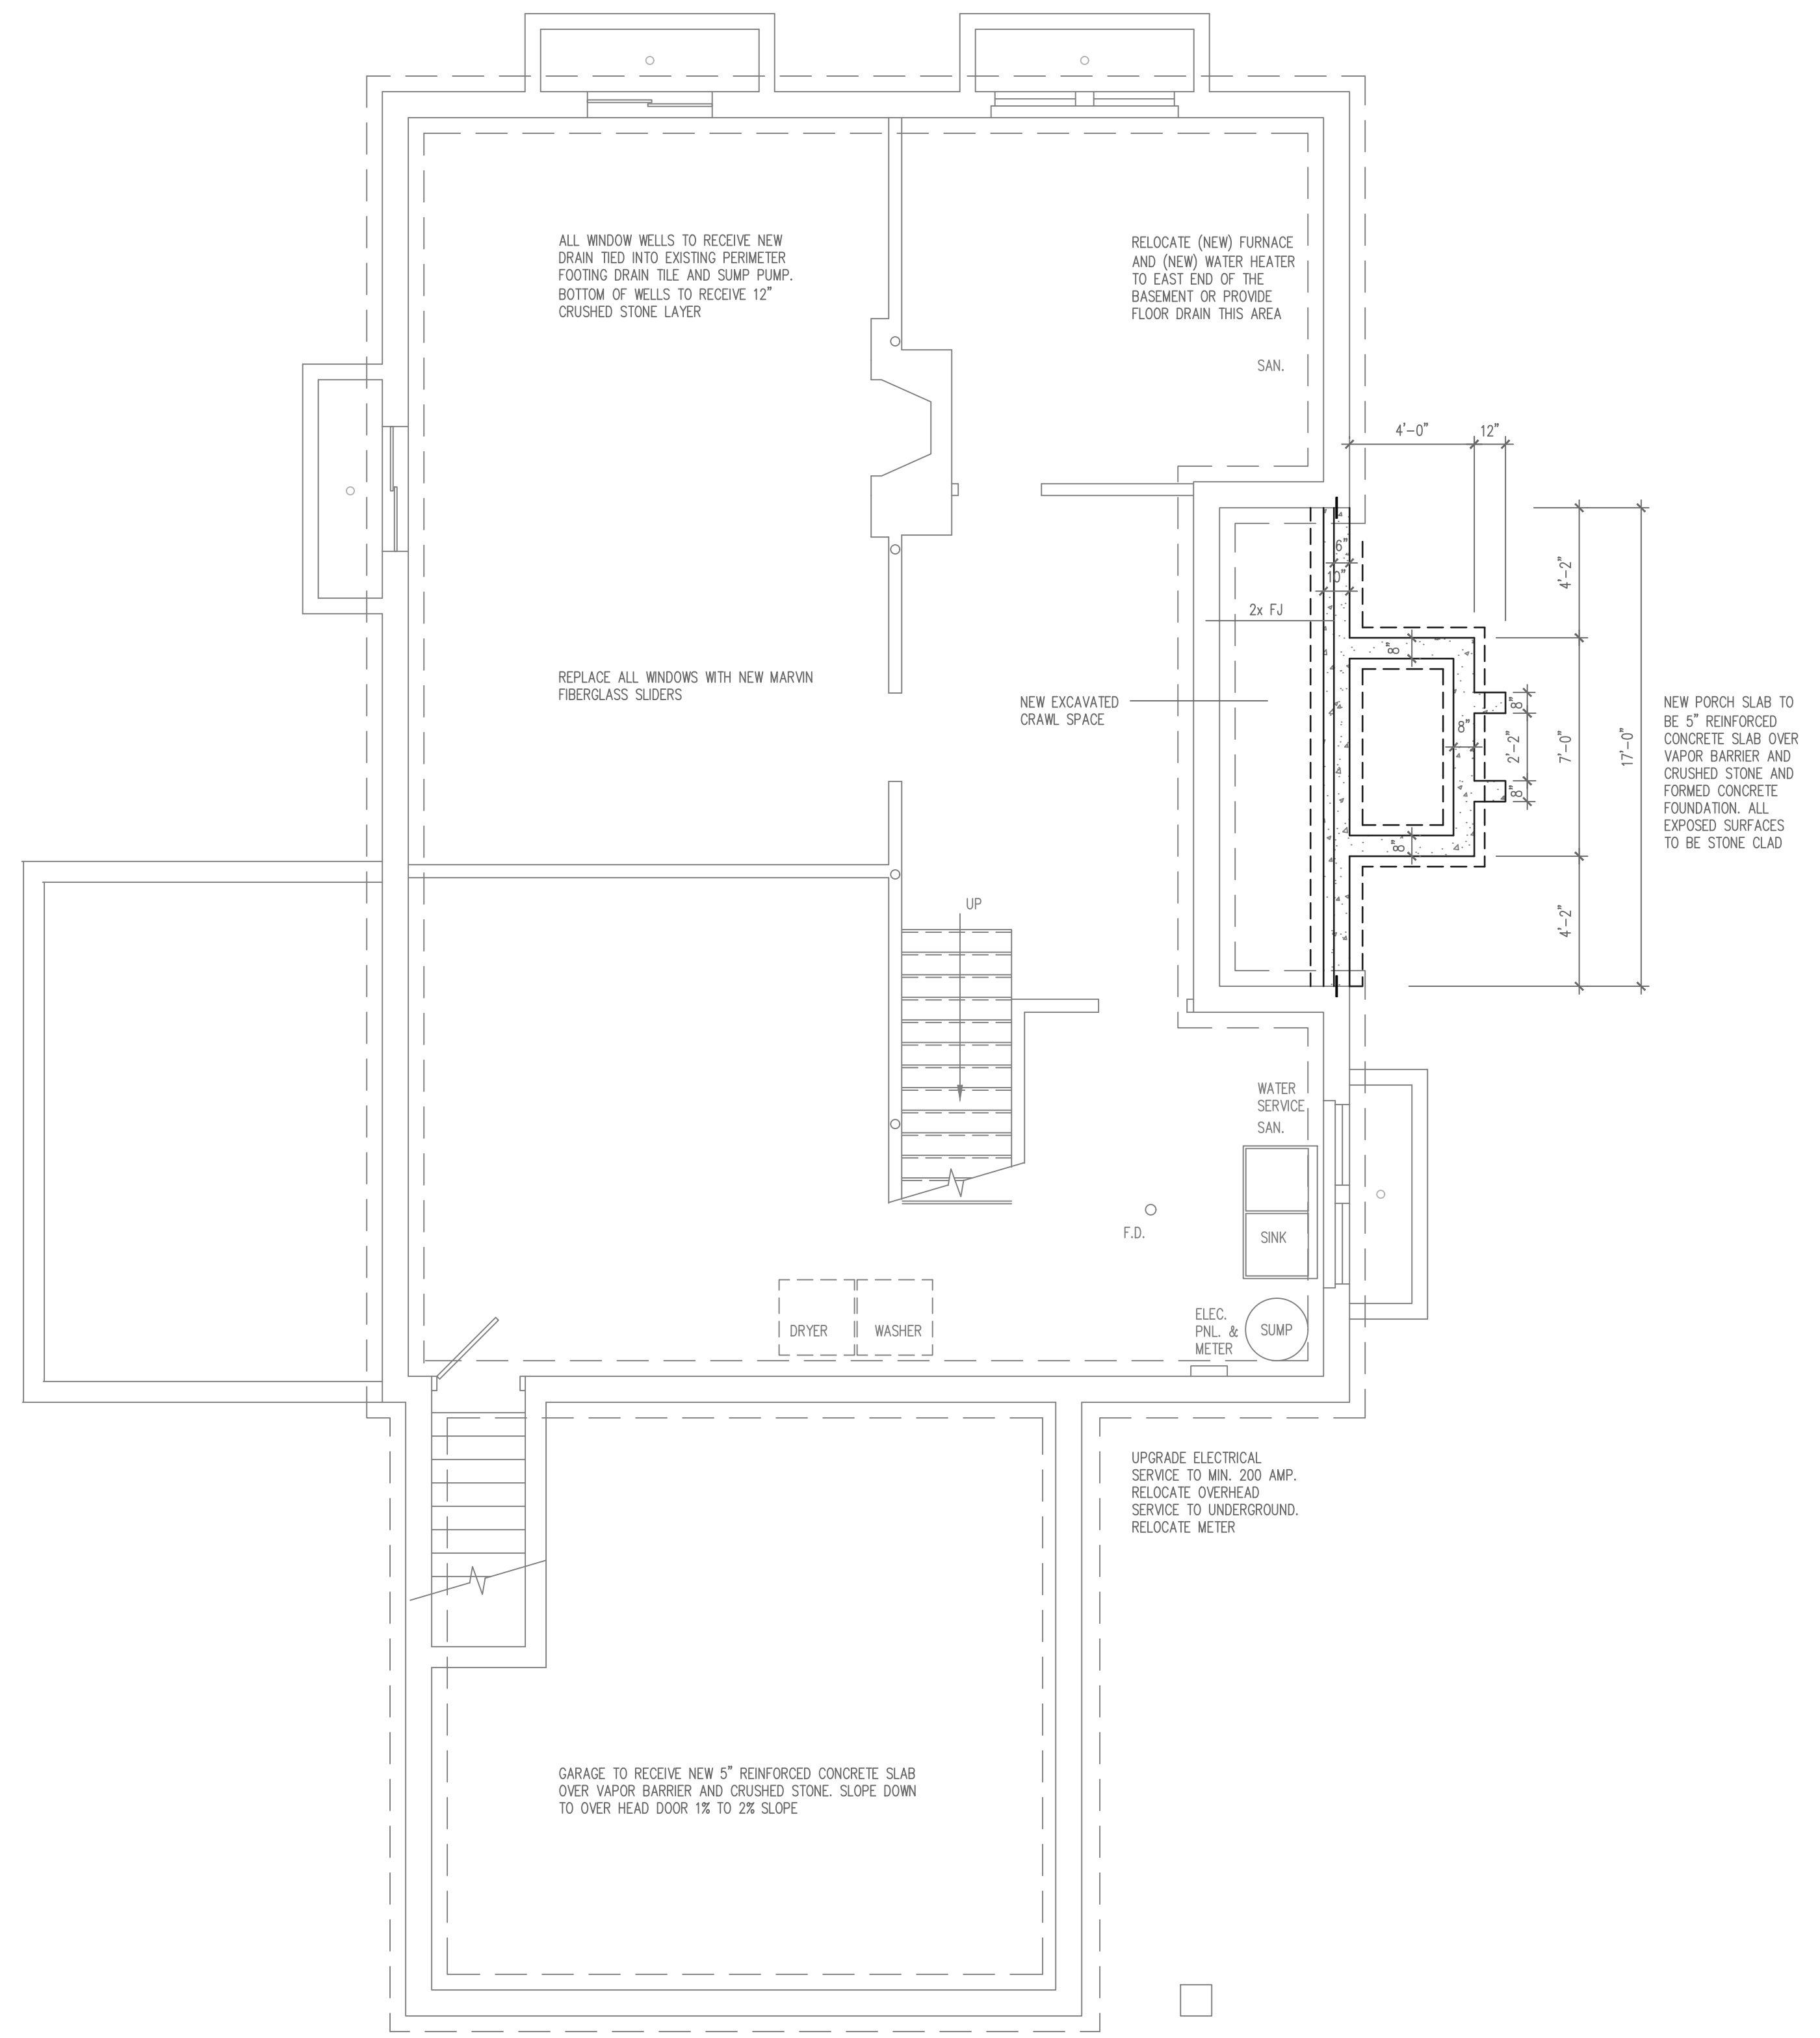 ALL WINDOW WELLS TO RECEIVE NEW
DRAIN TIED INTO EXISTING PERIMETER
FOOTING DRAIN TILE AND SUMP PUMP.
BOTTOM OF WELLS TO RECEIVE 12"
CRUSHED STONE LAYER
RELOCATE (NEW) FURNACE
AND (NEW) WATER HEATER
TO EAST END OF THE
BASEMENT OR PROVIDE
FLOOR DRAIN THIS AREA
SAN.
4'-0"
12"
6"
10"
2x FJ
4'-2"
8"
REPLACE ALL WINDOWS WITH NEW MARVIN
FIBERGLASS SLIDERS
NEW EXCAVATED
CRAWL SPACE
8"
8"
2'-2"
8"
7'-0"
17'-0"
8"
4'-2"
NEW PORCH SLAB TO
BE 5" REINFORCED
CONCRETE SLAB OVER
VAPOR BARRIER AND
CRUSHED STONE AND
FORMED CONCRETE
FOUNDATION. ALL
EXPOSED SURFACES
TO BE STONE CLAD
UP
WATER
SERVICE
SAN.
F.D.
SINK
DRYER
WASHER
ELEC.
PNL. &
METER
SUMP
UPGRADE ELECTRICAL
SERVICE TO MIN. 200 AMP.
RELOCATE OVERHEAD
SERVICE TO UNDERGROUND.
RELOCATE METER
GARAGE TO RECEIVE NEW 5" REINFORCED CONCRETE SLAB
OVER VAPOR BARRIER AND CRUSHED STONE. SLOPE DOWN
TO OVER HEAD DOOR 1% TO 2% SLOPE